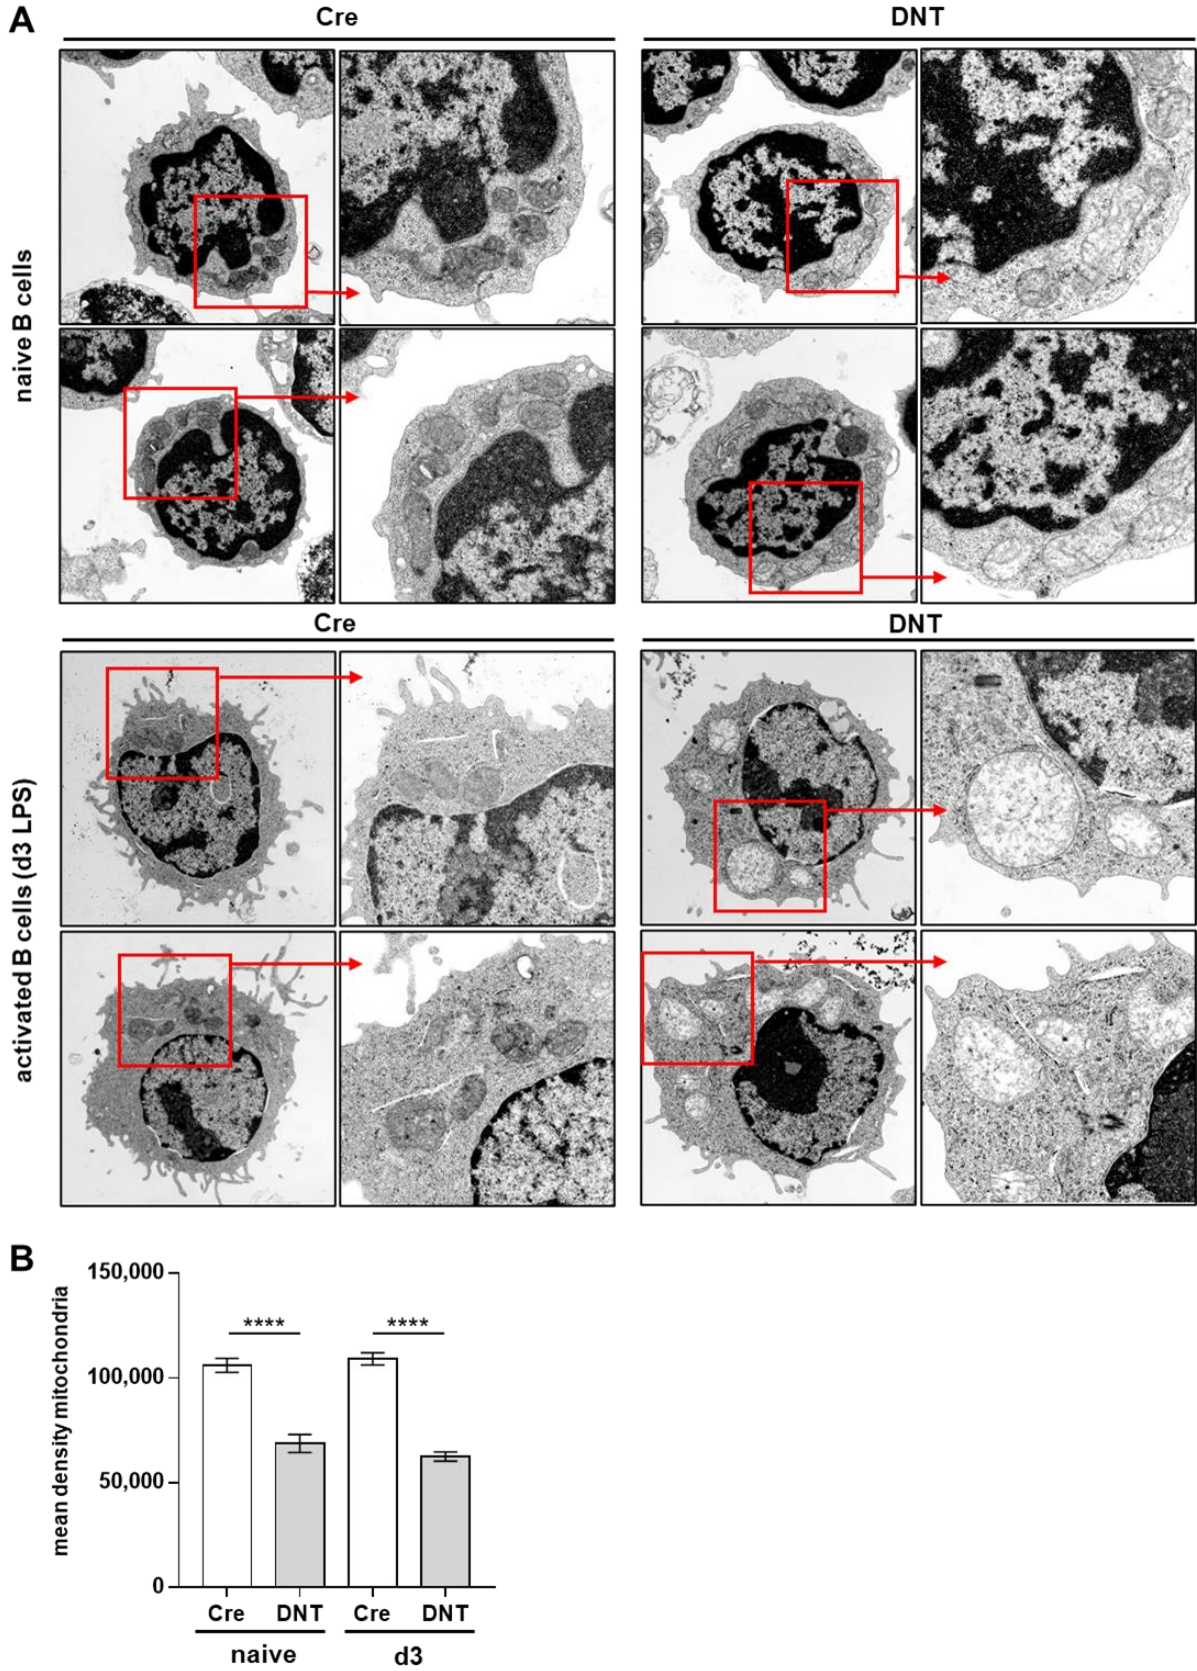 A
Cre
DNT
naive B cells
Cre
DNT
activated B cells (d3 LPS)
B
mean density mitochondria
150,000
100,000
50,000
0
****
****
Cre
DNT
Cre
DNT
naive
d3